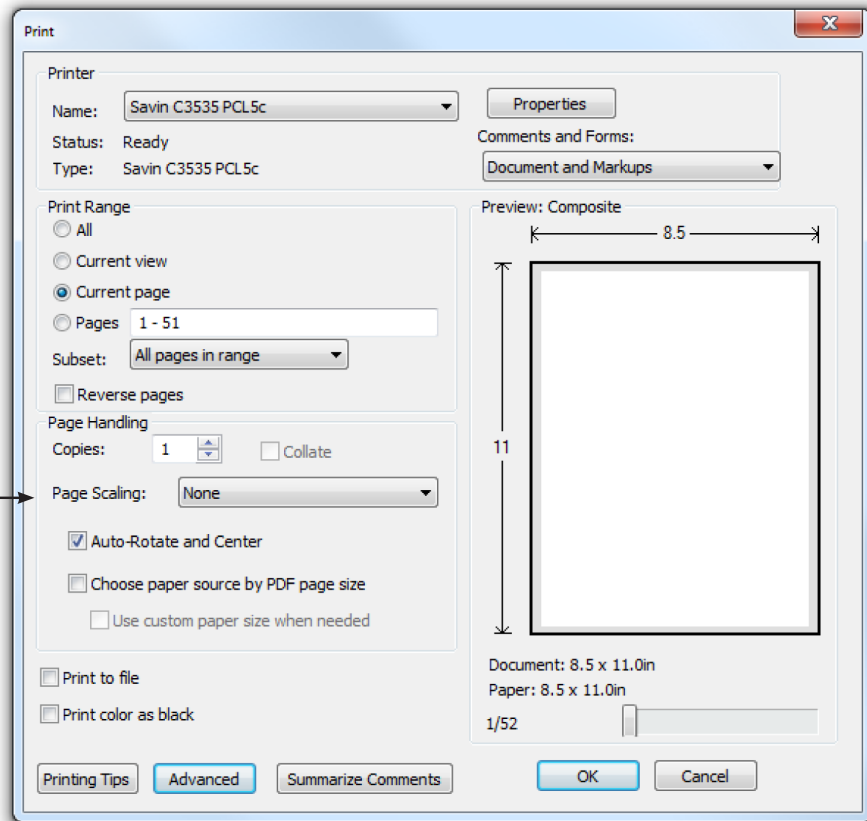 Print
Printer
Name: Savin C3535 PCL5c Properties
Status: Ready Comments and Forms:
Type: Savin C3535 PCL5c Document and Markups
Print Range
All
Current view
Current page
Pages 1 - 51
Subset: All pages in range
Reverse pages
Page Handling
Copies: 1 Collate
Page Scaling: None
Auto-Rotate and Center
Choose paper source by PDF page size
Use custom paper size when needed
Print to file
Print color as black
Preview: Composite
8.5
11
Document: 8.5 x 11.0in
Paper: 8.5 x 11.0in
1/52
Printing Tips Advanced Summarize Comments OK Cancel